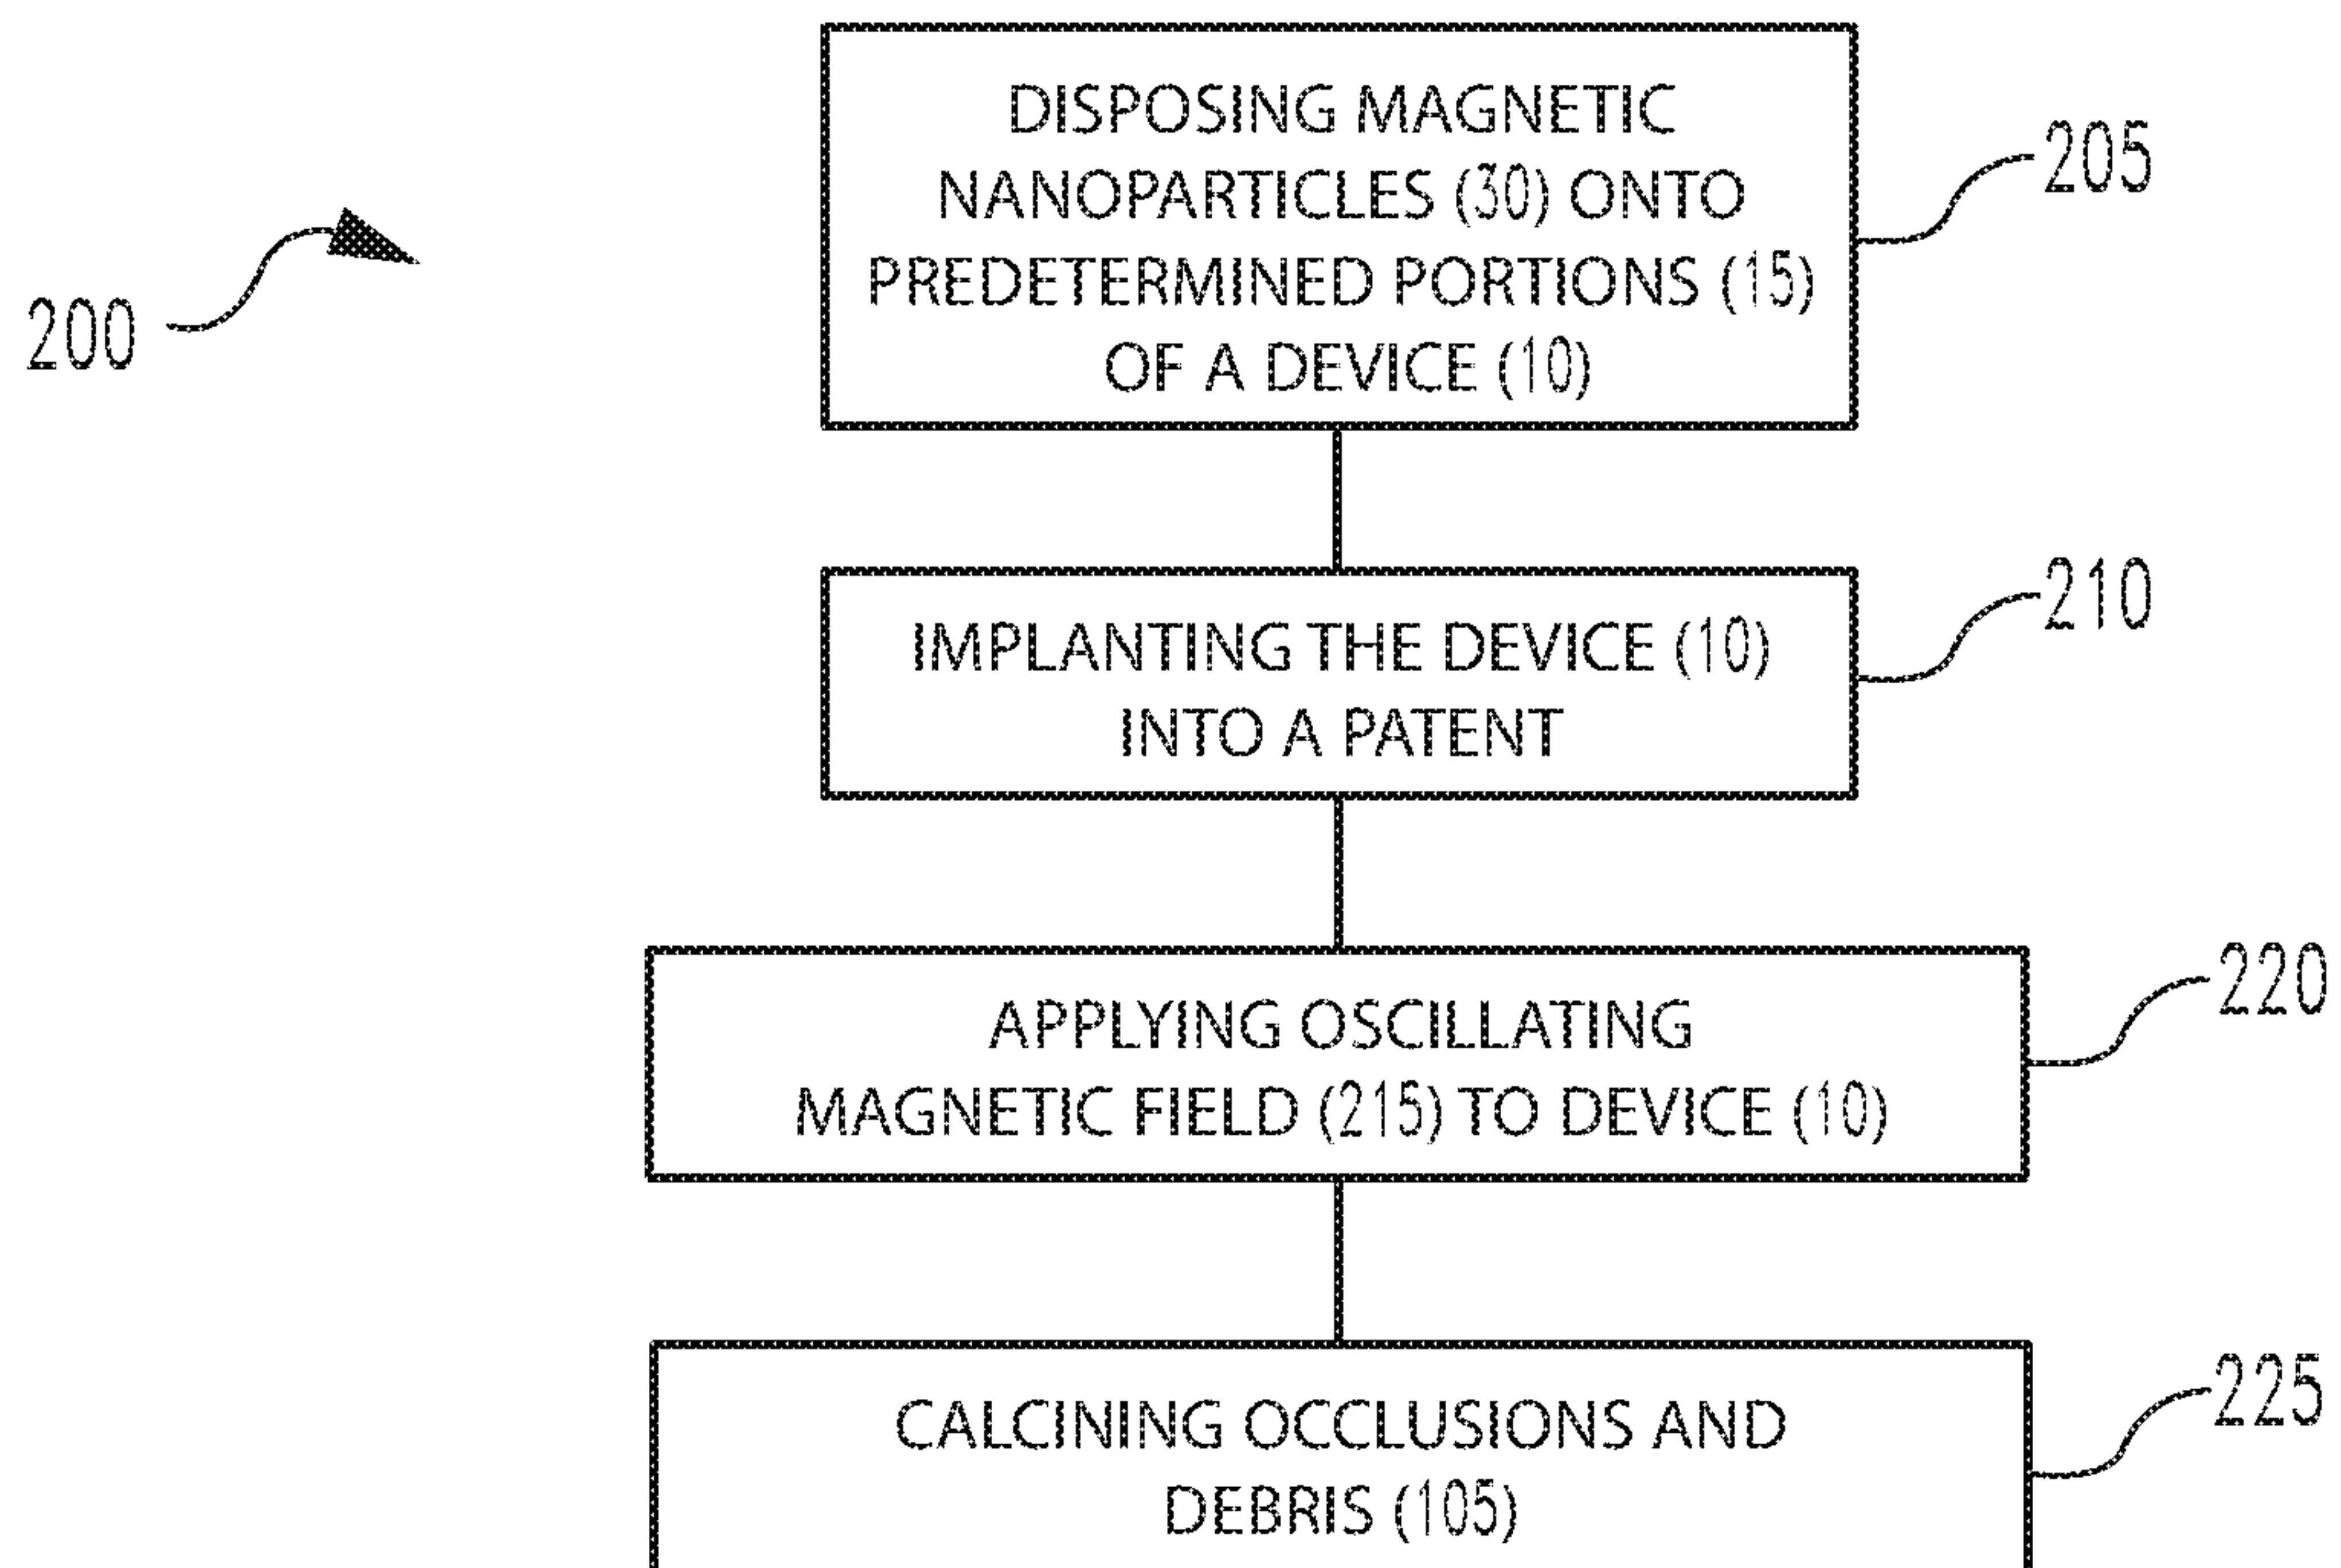 DISPOSING MAGNETIC
NANOPARTICLES (30) ONTO
PREDETERMINED PORTIONS (15)
OF A DEVICE (10)
205
200
IMPLANTING THE DEVICE (10)
INTO A PATENT
210
APPLYING OSCILLATING
MAGNETIC FIELD (215) TO DEVICE (10)
220
CALCINING OCCLUSIONS AND
DEBRIS (105)
225